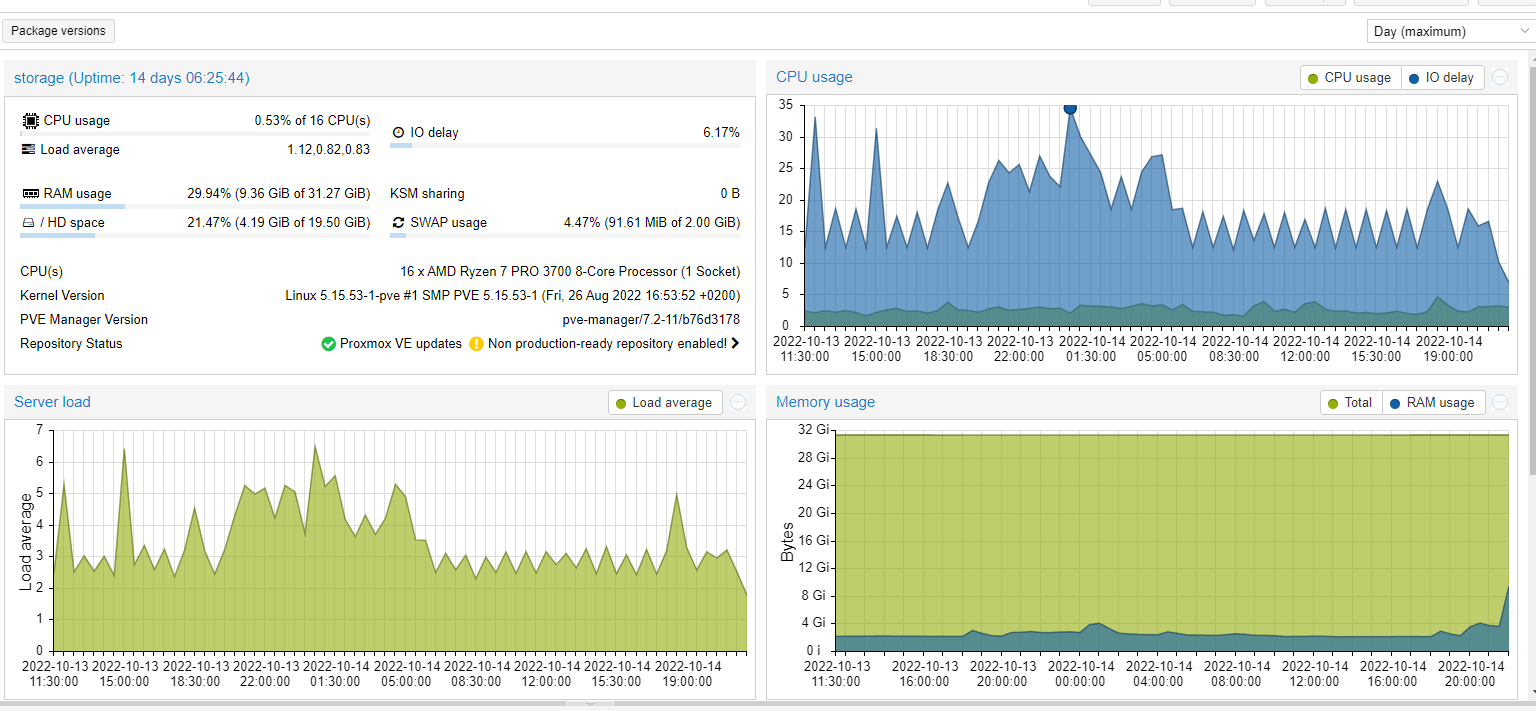 Package versions
Day (maximum)
storage (Uptime: 14 days 06:25:44)
CPU usage 0.53% of 16 CPU(s)
IO delay 6.17%
Load average 1.12,0.82,0.83
RAM usage 29.94% (9.36 GiB of 31.27 GiB)
KSM sharing 0 B
/ HD space 21.47% (4.19 GiB of 19.50 GiB)
SWAP usage 4.47% (91.61 MiB of 2.00 GiB)
CPU(s) 16 x AMD Ryzen 7 PRO 3700 8-Core Processor (1 Socket)
Kernel Version Linux 5.15.53-1-pve #1 SMP PVE 5.15.53-1 (Fri, 26 Aug 2022 16:53:52 +0200)
PVE Manager Version pve-manager/7.2-11/b76d3178
Repository Status Proxmox VE updates Non production-ready repository enabled!
CPU usage
CPU usage IO delay
35
30
25
20
15
10
5
0
2022-10-13 2022-10-13 2022-10-13 2022-10-13 2022-10-14 2022-10-14 2022-10-14 2022-10-14 2022-10-14 2022-10-14
11:30:00 15:00:00 18:30:00 22:00:00 01:30:00 05:00:00 08:30:00 12:00:00 15:30:00 19:00:00
Server load
Load average
7
6
5
4
3
2
1
0
Load average
2022-10-13 2022-10-13 2022-10-13 2022-10-13 2022-10-14 2022-10-14 2022-10-14 2022-10-14 2022-10-14 2022-10-14
11:30:00 15:00:00 18:30:00 22:00:00 01:30:00 05:00:00 08:30:00 12:00:00 15:30:00 19:00:00
Memory usage
Total RAM usage
32 Gi
28 Gi
24 Gi
20 Gi
16 Gi
12 Gi
8 Gi
4 Gi
0 i
Bytes
2022-10-13 2022-10-13 2022-10-13 2022-10-14 2022-10-14 2022-10-14 2022-10-14 2022-10-14 2022-10-14
11:30:00 16:00:00 20:00:00 00:00:00 04:00:00 08:00:00 12:00:00 16:00:00 20:00:00